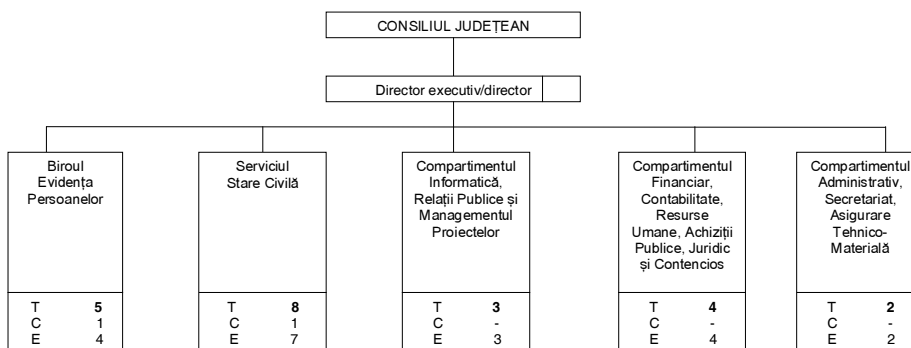 CONSILIUL JUDEȚEAN
Director executiv/director
Biroul
Evidența
Persoanelor
T 5
C 1
E 4
Serviciul
Stare Civilă
T 8
C 1
E 7
Compartimentul
Informatică,
Relații Publice și
Managementul
Proiectelor
T 3
C -
E 3
Compartimentul
Financiar,
Contabilitate,
Resurse
Umane, Achiziții
Publice, Juridic
și Contencios
T 4
C -
E 4
Compartimentul
Administrativ,
Secretariat,
Asigurare
Tehnico-
Materială
T 2
C -
E 2